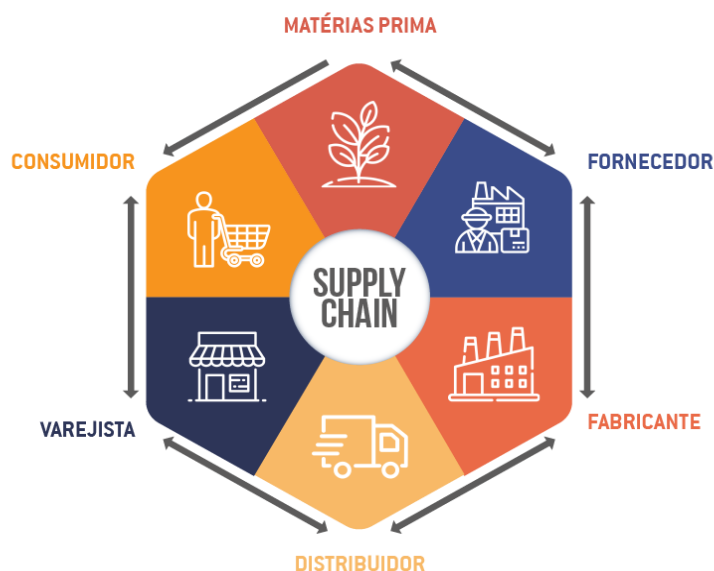 MATÉRIAS PRIMA
CONSUMIDOR
FORNECEDOR
SUPPLY
CHAIN
VAREJISTA
FABRICANTE
DISTRIBUIDOR